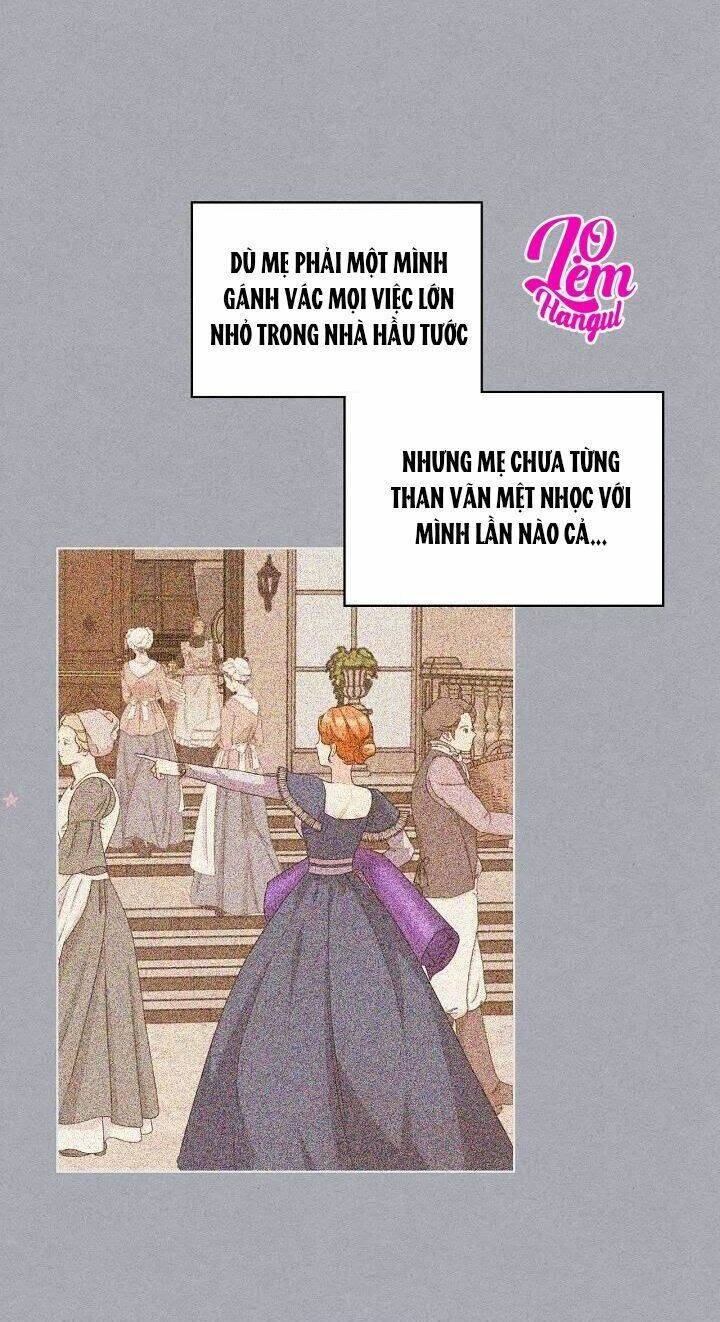 DÙ MẸ PHẢI MỘT MÌNH
GÁNH VÁC MỌI VIỆC LỚN
NHỎ TRONG NHÀ HẦU TƯỚC
Lọ
Lem
Hangul
NHƯNG MẸ CHƯA TỪNG
THAN VÃN MỆT NHỌC VỚI
MÌNH LẦN NÀO CẢ...